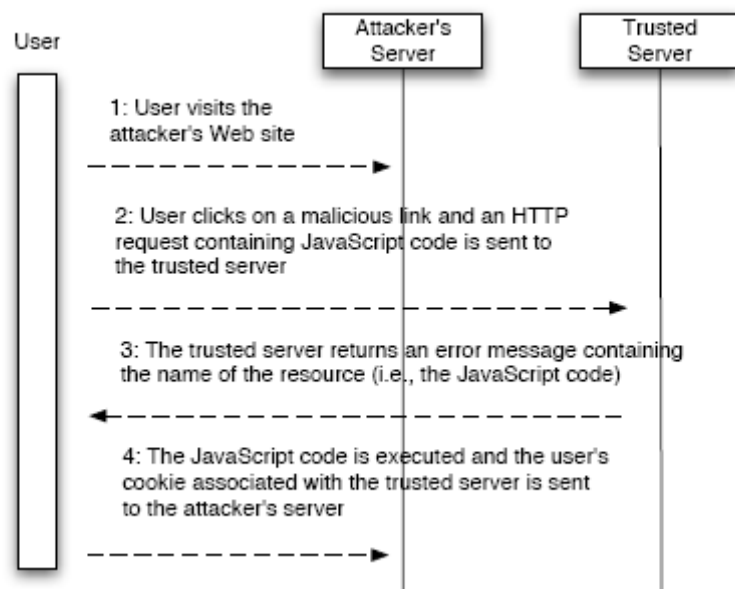 User
Attacker's
Server
Trusted
Server
1: User visits the
attacker's Web site
2: User clicks on a malicious link and an HTTP
request containing JavaScript code is sent to
the trusted server
3: The trusted server returns an error message containing
the name of the resource (i.e., the JavaScript code)
4: The JavaScript code is executed and the user's
cookie associated with the trusted server is sent
to the attacker's server